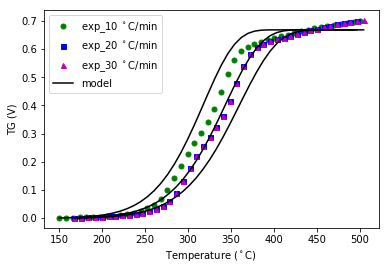 0.7
0.6
0.5
0.4
0.3
0.2
0.1
0.0
TG (V)
exp_10 °C/min
exp_20 °C/min
exp_30 °C/min
model
150 200 250 300 350 400 450 500
Temperature (°C)